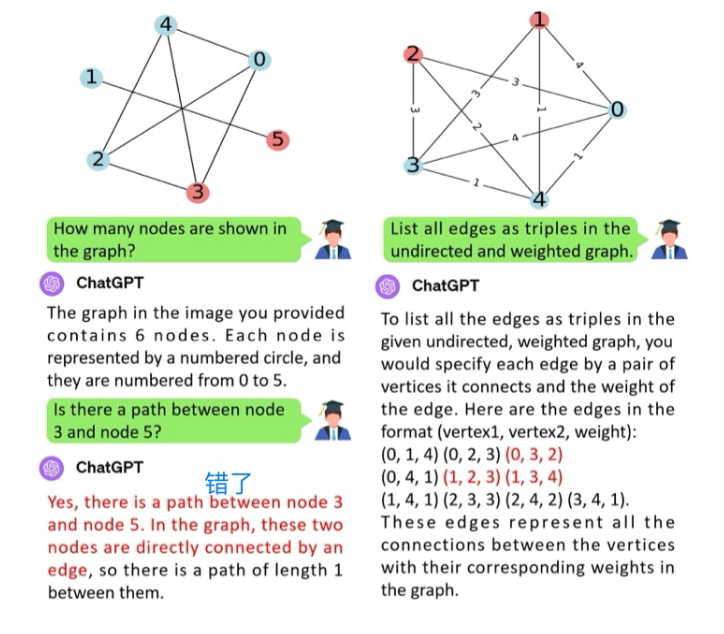 4
0
1
5
2
3
How many nodes are shown in
the graph?
ChatGPT
The graph in the image you provided
contains 6 nodes. Each node is
represented by a numbered circle, and
they are numbered from 0 to 5.
Is there a path between node
3 and node 5?
ChatGPT
错了
Yes, there is a path between node 3
and node 5. In the graph, these two
nodes are directly connected by an
edge, so there is a path of length 1
between them.
1
2
4
3
0
3
1
3
2
4
3
1
1
4
List all edges as triples in the
undirected and weighted graph.
ChatGPT
To list all the edges as triples in the
given undirected, weighted graph, you
would specify each edge by a pair of
vertices it connects and the weight of
the edge. Here are the edges in the
format (vertex1, vertex2, weight):
(0, 1, 4) (0, 2, 3) (0, 3, 2)
(0, 4, 1) (1, 2, 3) (1, 3, 4)
(1, 4, 1) (2, 3, 3) (2, 4, 2) (3, 4, 1).
These edges represent all the
connections between the vertices
with their corresponding weights in
the graph.